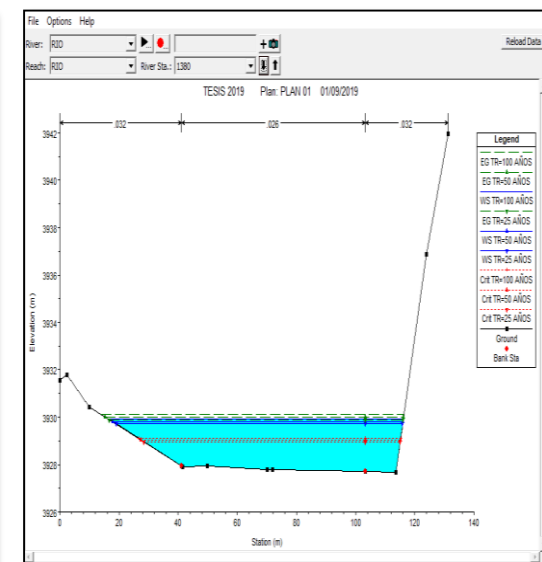 File Options Help
River: RIO
Reload Data
Reach: RIO River Sta.: 1380
TESIS 2019 Plan: PLAN 01 01/09/2019
.032 .026 .032
3942
3940
3938
3936
3934
3932
3930
3928
3926
Elevation (m)
0 20 40 60 80 100 120 140
Station (m)
Legend
EG TR=100 AÑOS
EG TR=50 AÑOS
WS TR=100 AÑOS
EG TR=25 AÑOS
WS TR=50 AÑOS
WS TR=25 AÑOS
Crit TR=100 AÑOS
Crit TR=50 AÑOS
Crit TR=25 AÑOS
Ground
Bank Sta